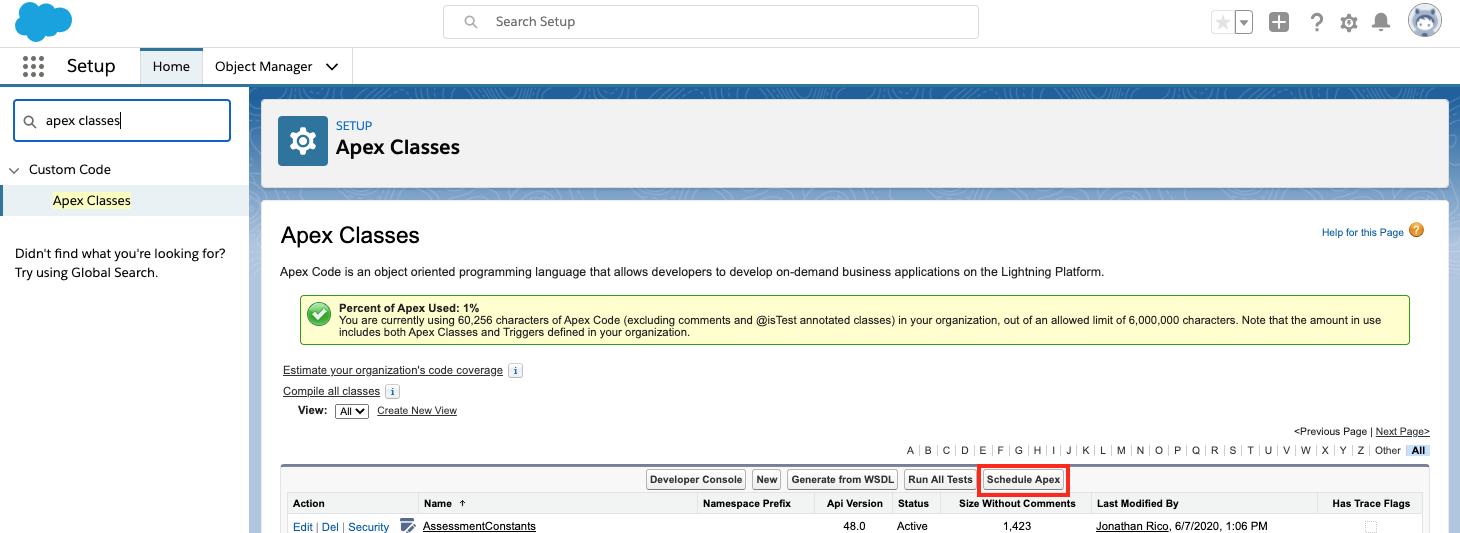 Search Setup
Setup
Home
Object Manager
apex classes
Custom Code
Apex Classes
Didn't find what you're looking for?
Try using Global Search.
SETUP
Apex Classes
Apex Classes
Help for this Page ?
Apex Code is an object oriented programming language that allows developers to develop on-demand business applications on the Lightning Platform.
Percent of Apex Used: 1%
You are currently using 60,256 characters of Apex Code (excluding comments and @isTest annotated classes) in your organization, out of an allowed limit of 6,000,000 characters. Note that the amount in use
includes both Apex Classes and Triggers defined in your organization.
Estimate your organization's code coverage i
Compile all classes i
View: All Create New View
<Previous Page | Next Page>
A | B | C | D | E | F | G | H | I | J | K | L | M | N | O | P | Q | R | S | T | U | V | W | X | Y | Z | Other All
Developer Console New Generate from WSDL Run All Tests Schedule Apex
Action Name ↑ Namespace Prefix Api Version Status Size Without Comments Last Modified By Has Trace Flags
Edit | Del | Security AssessmentConstants 48.0 Active 1,423 Jonathan Rico, 6/7/2020, 1:06 PM